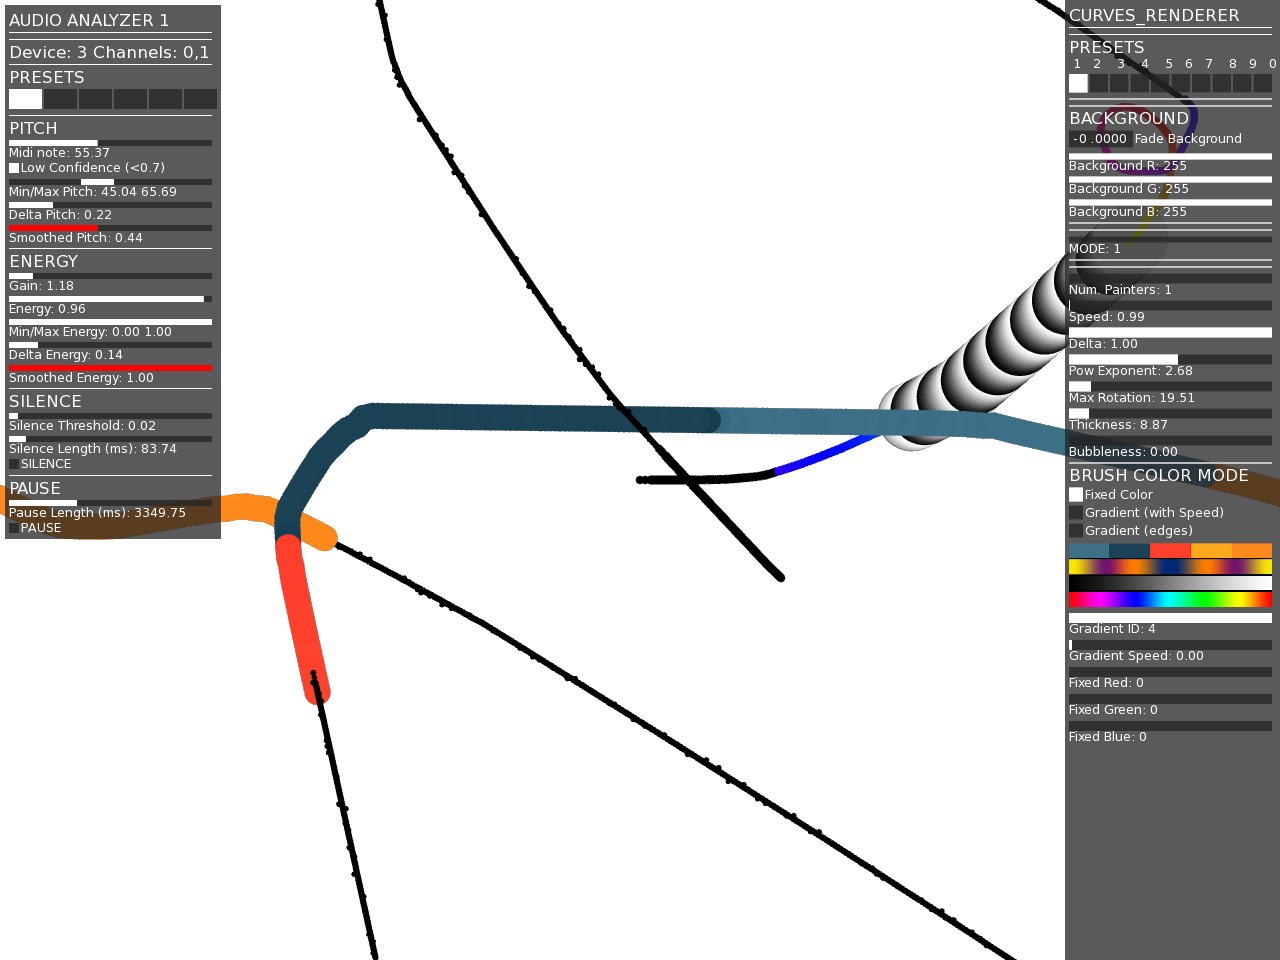 AUDIO ANALYZER 1
Device: 3 Channels: 0,1
PRESETS
PITCH
Midi note: 55.37
Low Confidence (<0.7)
Min/Max Pitch: 45.04 65.69
Delta Pitch: 0.22
Smoothed Pitch: 0.44
ENERGY
Gain: 1.18
Energy: 0.96
Min/Max Energy: 0.00 1.00
Delta Energy: 0.14
Smoothed Energy: 1.00
SILENCE
Silence Threshold: 0.02
Silence Length (ms): 83.74
SILENCE
PAUSE
Pause Length (ms): 3349.75
PAUSE
CURVES_RENDERER
PRESETS
1 2 3 4 5 6 7 8 9 0
BACKGROUND
-0 .0000 Fade Background
Background R: 255
Background G: 255
Background B: 255
MODE: 1
Num. Painters: 1
Speed: 0.99
Delta: 1.00
Pow Exponent: 2.68
Max Rotation: 19.51
Thickness: 8.87
Bubbleness: 0.00
BRUSH COLOR MODE
Fixed Color
Gradient (with Speed)
Gradient (edges)
Gradient ID: 4
Gradient Speed: 0.00
Fixed Red: 0
Fixed Green: 0
Fixed Blue: 0